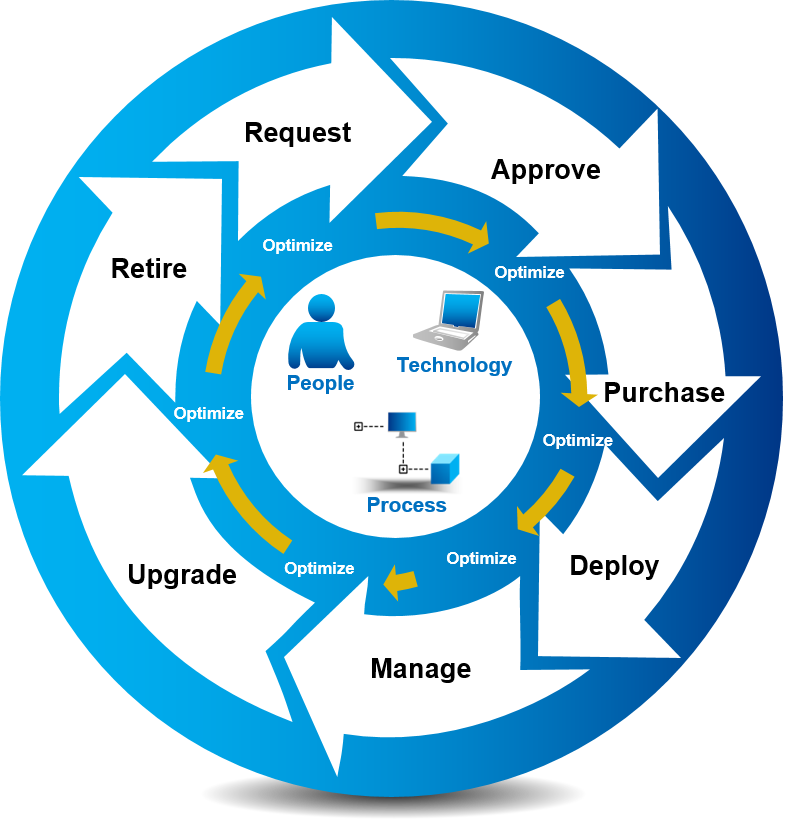 Request
Approve
Purchase
Deploy
Manage
Upgrade
Retire
Optimize
Optimize
Optimize
Optimize
Optimize
Optimize
People
Technology
Process